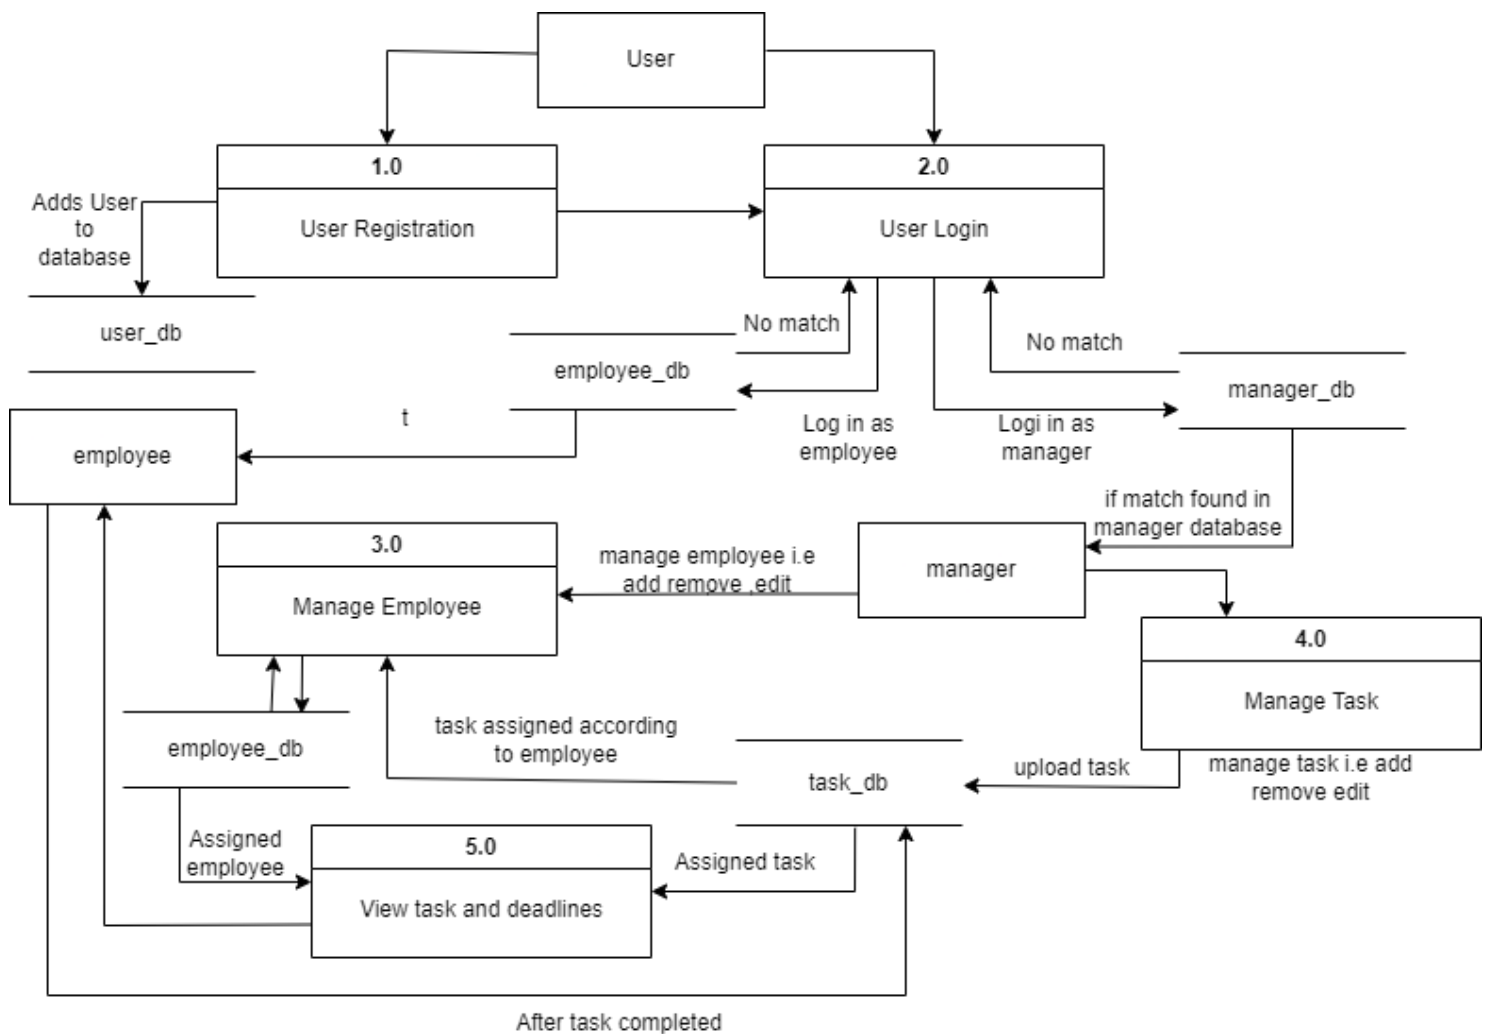 User
1.0
User Registration
2.0
User Login
Adds User
to
database
user_db
No match
employee_db
No match
manager_db
t
Log in as
employee
Logi in as
manager
employee
if match found in
manager database
3.0
Manage Employee
manage employee i.e
add remove ,edit
manager
4.0
Manage Task
task assigned according
to employee
employee_db
upload task
manage task i.e add
remove edit
task_db
Assigned
employee
5.0
View task and deadlines
Assigned task
After task completed